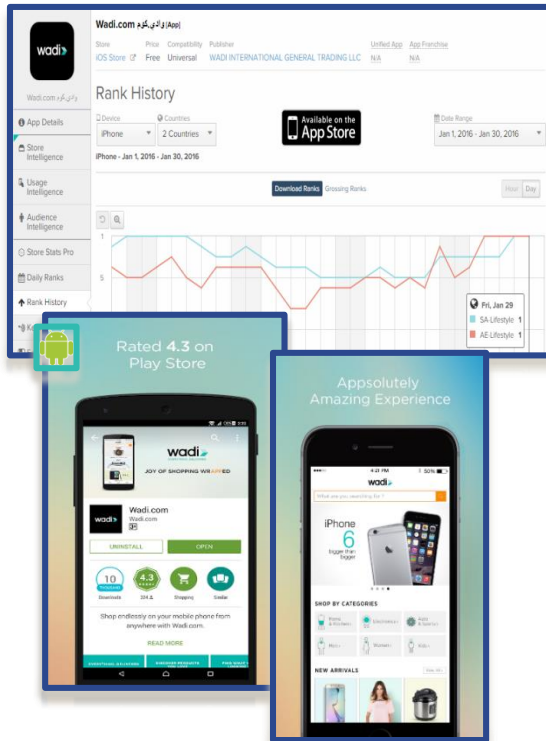 Wadi.com وادي.كوم (App)
Store Price Compatibility Publisher Unified App App Franchise
iOS Store Free Universal WADI INTERNATIONAL GENERAL TRADING LLC N/A N/A
wadi
Wadi.com وادي.كوم
Rank History
Device Countries Date Range
iPhone 2 Countries Jan 1, 2016 - Jan 30, 2016
Available on the
App Store
iPhone - Jan 1, 2016 - Jan 30, 2016
App Details
Store
Intelligence
Usage
Intelligence
Audience
Intelligence
Store Stats Pro
Daily Ranks
Rank History
Download Ranks Grossing Ranks Hour Day
1
5
Fri, Jan 29
SA Lifestyle 1
AE Lifestyle 1
Rated 4.3 on
Play Store
wadi
JOY OF SHOPPING WRAPPED
wadi
Wadi.com
Wadi.com
UNINSTALL OPEN
10 4.3
Downloads Shopping Similar
Shop endlessly on your mobile phone from
anywhere with Wadi.com.
READ MORE
Appsolutely
Amazing Experience
4:21 PM 50%
wadi
What are you searching for ?
iPhone
6
bigger than
bigger
SHOP BY CATEGORIES
Home
& Kitchen
Electronics
Men
Women
Kids
NEW ARRIVALS